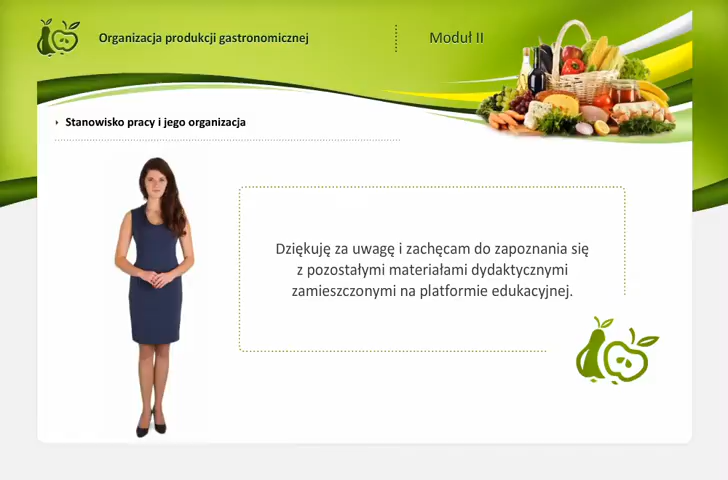 Organizacja produkcji gastronomicznej
Moduł II
Stanowisko pracy i jego organizacja
Dziękuję za uwagę i zachęcam do zapoznania się
z pozostałymi materiałami dydaktycznymi
zamieszczonymi na platformie edukacyjnej.